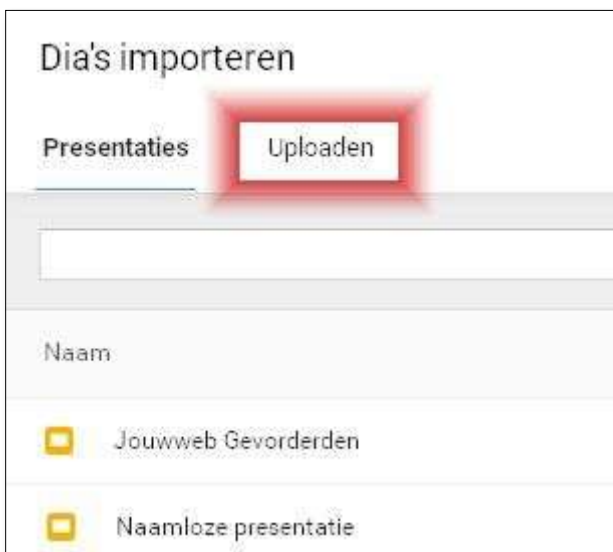 Dia's importeren
Presentaties Uploaden
Naam
Jouwweb Gevorderden
Naamloze presentatie